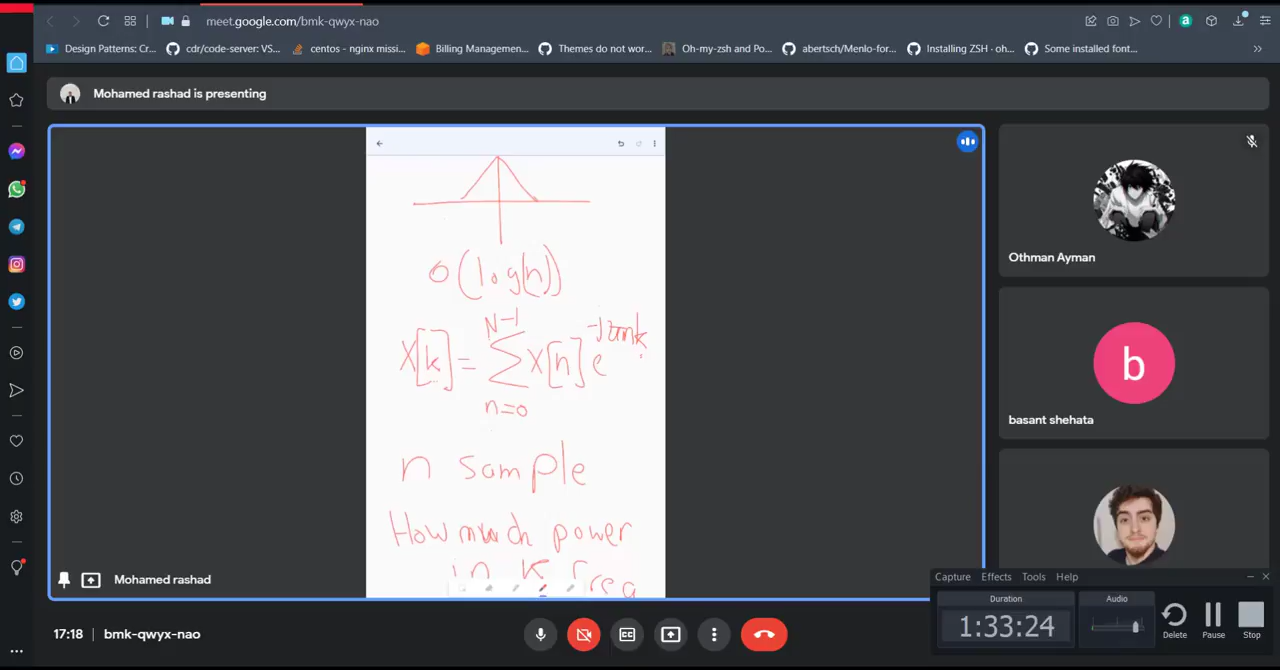 meet.google.com/bmk-qwyx-nao
Design Patterns: Cr...
cdr/code-server: VS...
centos - nginx missi...
Billing Managemen...
Themes do not wor...
Oh-my-zsh and Po...
abertsch/Menlo-for...
Installing ZSH · oh...
Some installed font...
»
Mohamed rashad is presenting
O(log(n))
N-1
X[k] = Σ X[n] e
n=0
n sample
How much power
in K freq
Mohamed rashad
Othman Ayman
b
basant shehata
Capture Effects Tools Help
Duration
Audio
1:33:24
Delete
Pause
Stop
17:18 | bmk-qwyx-nao